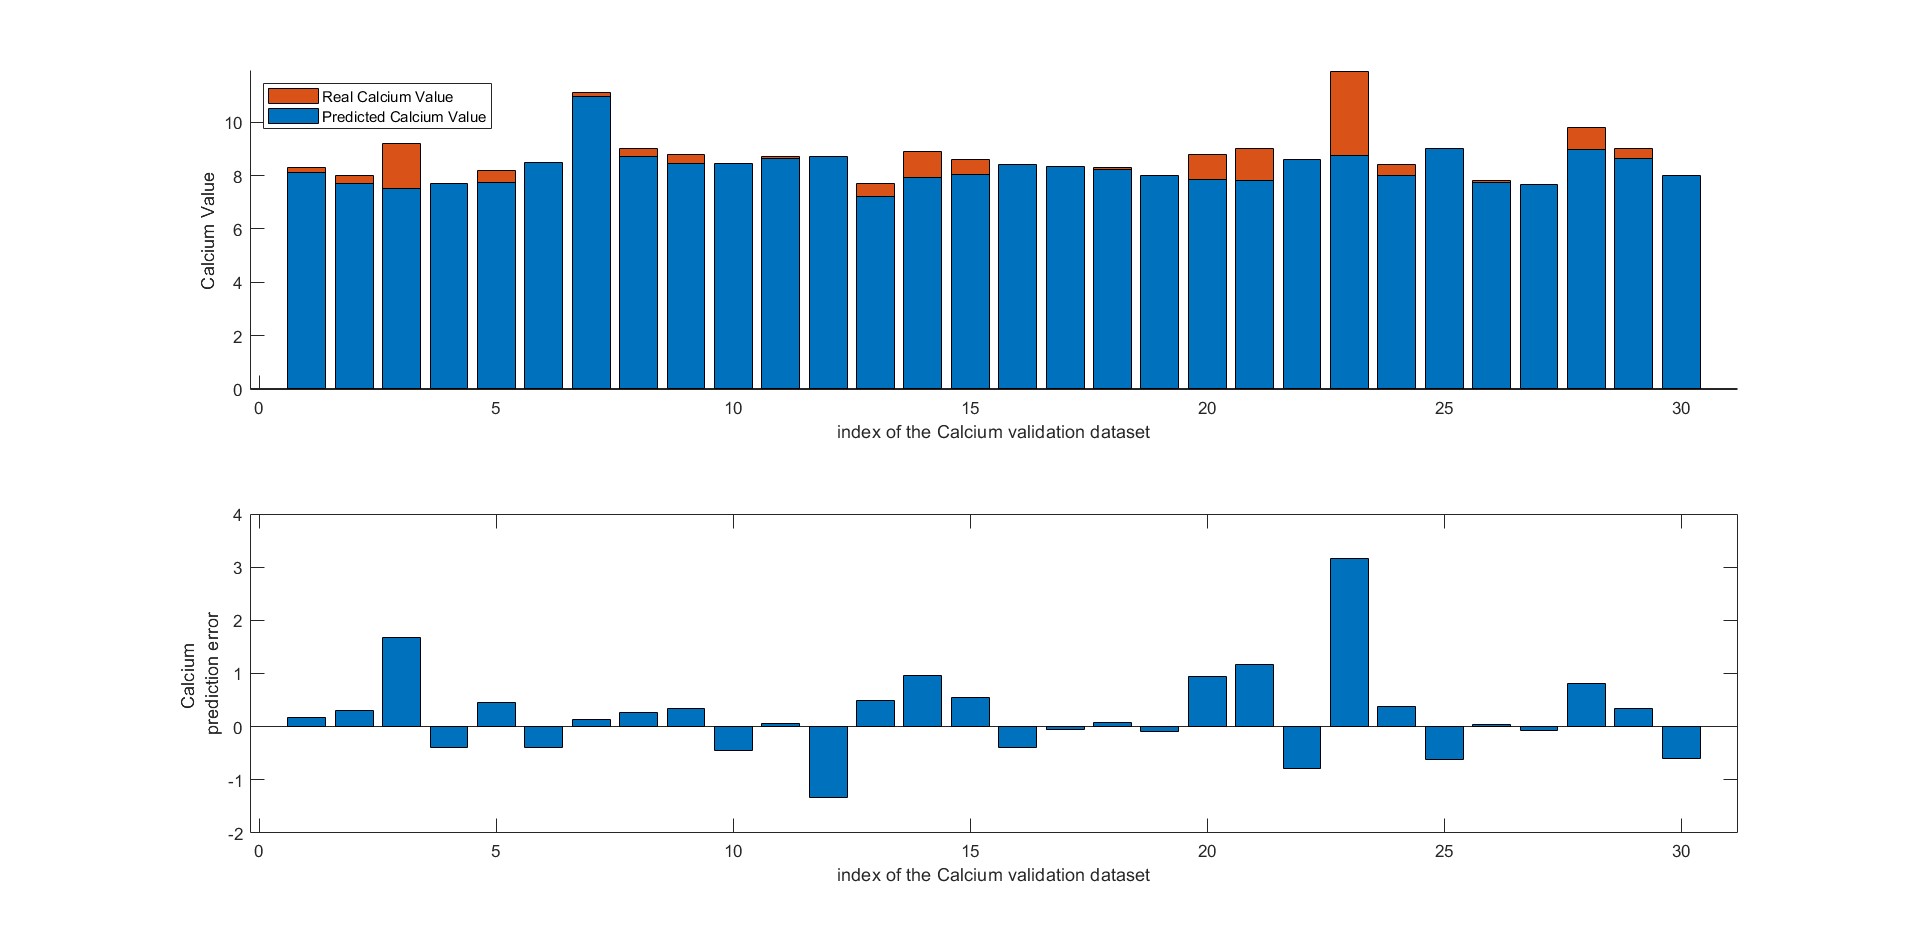 Real Calcium Value
Predicted Calcium Value
10
8
6
4
2
0
Calcium Value
0 5 10 15 20 25 30
index of the Calcium validation dataset
4
3
2
1
0
-1
-2
Calcium
prediction error
0 5 10 15 20 25 30
index of the Calcium validation dataset